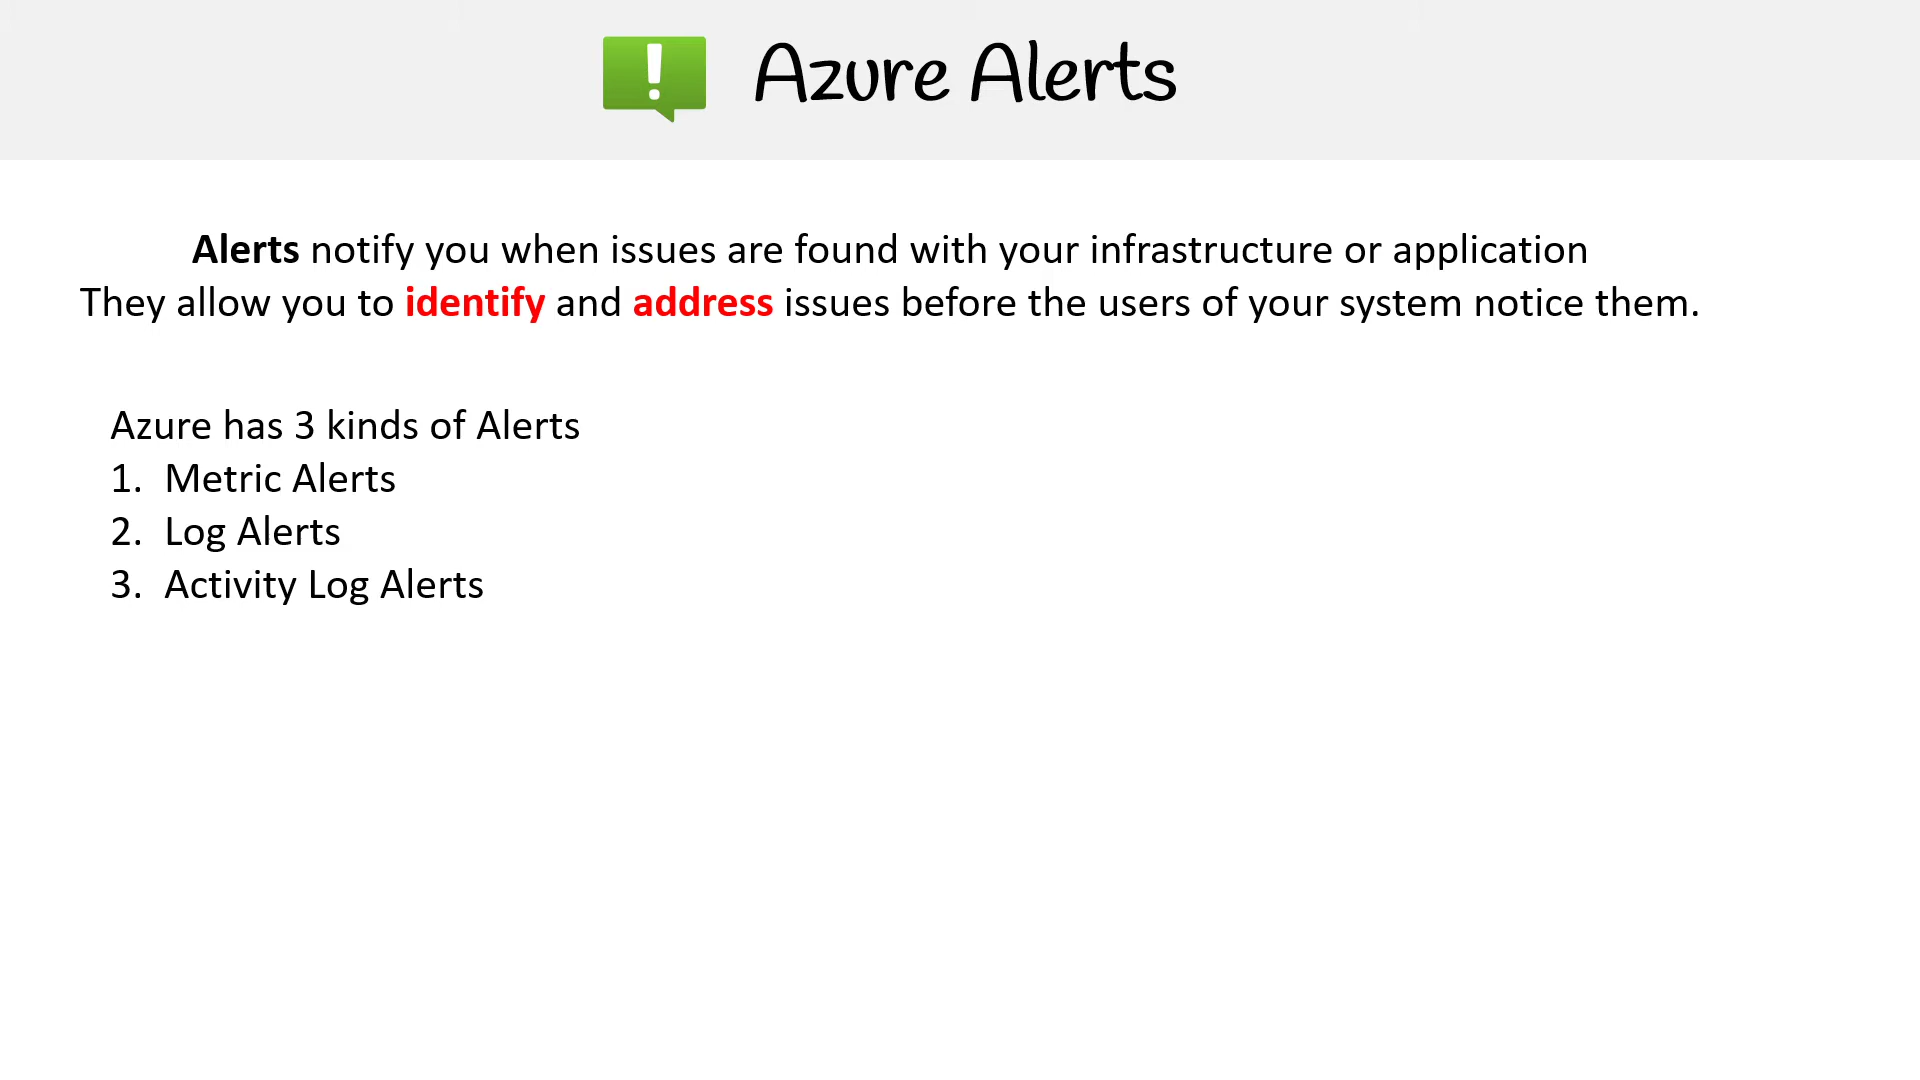 Azure Alerts
Alerts notify you when issues are found with your infrastructure or application
They allow you to identify and address issues before the users of your system notice them.
Azure has 3 kinds of Alerts
1. Metric Alerts
2. Log Alerts
3. Activity Log Alerts